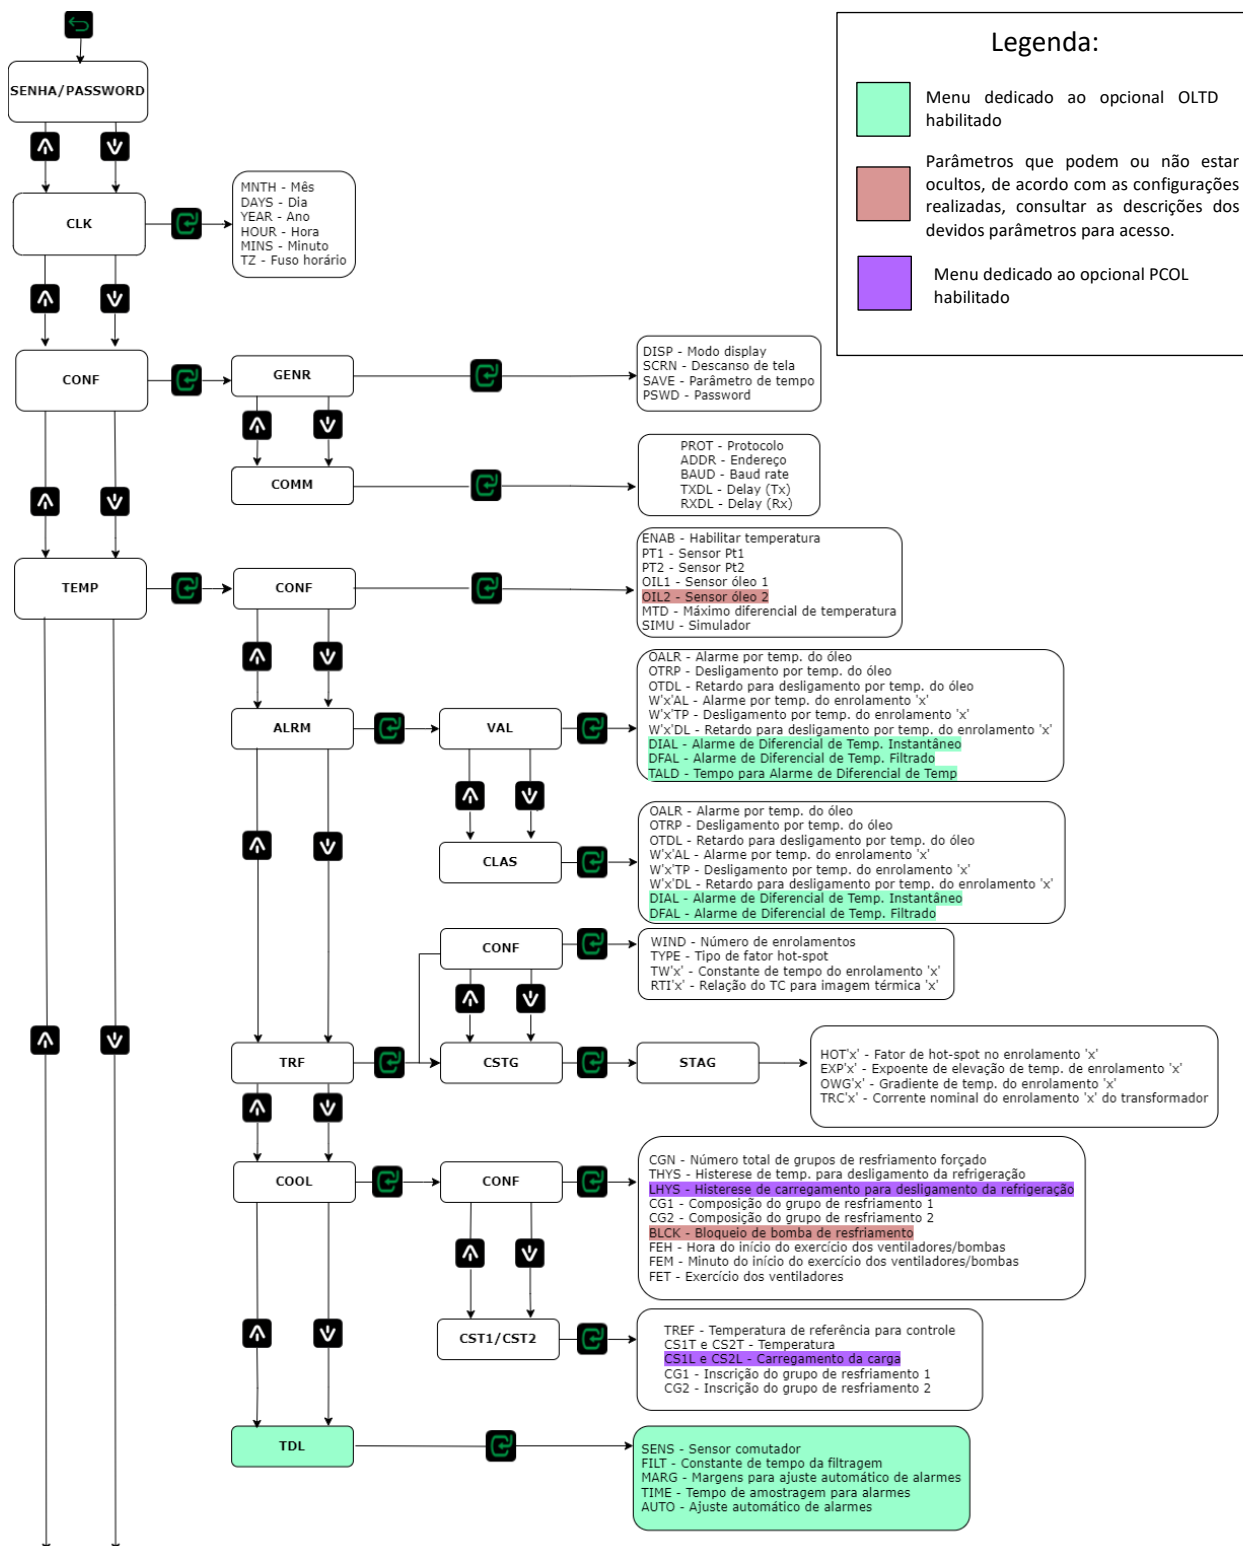 Legenda:
Menu dedicado ao opcional OLTD
habilitado
Parâmetros que podem ou não estar
ocultos, de acordo com as configurações
realizadas, consultar as descrições dos
devidos parâmetros para acesso.
Menu dedicado ao opcional PCOL
habilitado
SENHA/PASSWORD
CLK
MNTH - Mês
DAYS - Dia
YEAR - Ano
HOUR - Hora
MINS - Minuto
TZ - Fuso horário
CONF
GENR
DISP - Modo display
SCRN - Descanso de tela
SAVE - Parâmetro de tempo
PSWD - Password
COMM
PROT - Protocolo
ADDR - Endereço
BAUD - Baud rate
TXDL - Delay (Tx)
RXDL - Delay (Rx)
TEMP
CONF
ENAB - Habilitar temperatura
PT1 - Sensor Pt1
PT2 - Sensor Pt2
OIL1 - Sensor óleo 1
OIL2 - Sensor óleo 2
MTD - Máximo diferencial de temperatura
SIMU - Simulador
ALRM
VAL
OALR - Alarme por temp. do óleo
OTRP - Desligamento por temp. do óleo
OTDL - Retardo para desligamento por temp. do óleo
W'x'AL - Alarme por temp. do enrolamento 'x'
W'x'TP - Desligamento por temp. do enrolamento 'x'
W'x'DL - Retardo para desligamento por temp. do enrolamento 'x'
DIAL - Alarme de Diferencial de Temp. Instantâneo
DFAL - Alarme de Diferencial de Temp. Filtrado
TALD - Tempo para Alarme de Diferencial de Temp
CLAS
OALR - Alarme por temp. do óleo
OTRP - Desligamento por temp. do óleo
OTDL - Retardo para desligamento por temp. do óleo
W'x'AL - Alarme por temp. do enrolamento 'x'
W'x'TP - Desligamento por temp. do enrolamento 'x'
W'x'DL - Retardo para desligamento por temp. do enrolamento 'x'
DIAL - Alarme de Diferencial de Temp. Instantâneo
DFAL - Alarme de Diferencial de Temp. Filtrado
TRF
CONF
WIND - Número de enrolamentos
TYPE - Tipo de fator hot-spot
TW'x' - Constante de tempo do enrolamento 'x'
RTI'x' - Relação do TC para imagem térmica 'x'
CSTG
STAG
HOT'x' - Fator de hot-spot no enrolamento 'x'
EXP'x' - Expoente de elevação de temp. de enrolamento 'x'
OWG'x' - Gradiente de temp. do enrolamento 'x'
TRC'x' - Corrente nominal do enrolamento 'x' do transformador
COOL
CONF
CGN - Número total de grupos de resfriamento forçado
THYS - Histerese de temp. para desligamento da refrigeração
LHYS - Histerese de carregamento para desligamento da refrigeração
CG1 - Composição do grupo de resfriamento 1
CG2 - Composição do grupo de resfriamento 2
BLCK - Bloqueio de bomba de resfriamento
FEH - Hora do início do exercício dos ventiladores/bombas
FEM - Minuto do início do exercício dos ventiladores/bombas
FET - Exercício dos ventiladores
CST1/CST2
TREF - Temperatura de referência para controle
CS1T e CS2T - Temperatura
CS1L e CS2L - Carregamento da carga
CG1 - Inscrição do grupo de resfriamento 1
CG2 - Inscrição do grupo de resfriamento 2
TDL
SENS - Sensor comutador
FILT - Constante de tempo da filtragem
MARG - Margens para ajuste automático de alarmes
TIME - Tempo de amostragem para alarmes
AUTO - Ajuste automático de alarmes